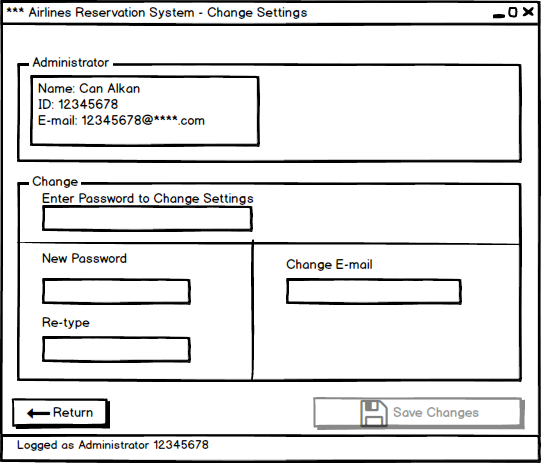 *** Airlines Reservation System - Change Settings
Administrator
Name: Can Alkan
ID: 12345678
E-mail: 12345678@****.com
Change
Enter Password to Change Settings
New Password
Change E-mail
Re-type
Return
Save Changes
Logged as Administrator 12345678